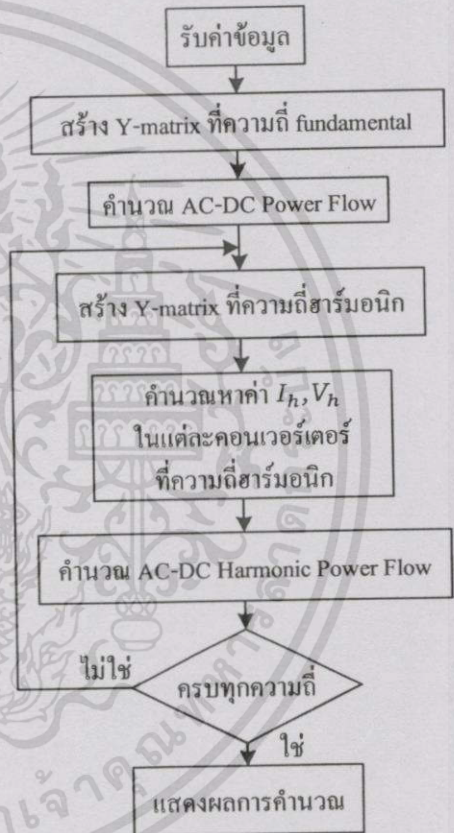 รับค่าข้อมูล
สร้าง Y-matrix ที่ความถี่ fundamental
คำนวณ AC-DC Power Flow
สร้าง Y-matrix ที่ความถี่ฮาร์มอนิก
คำนวณหาค่า I_h, V_h
ในแต่ละคอนเวอร์เตอร์
ที่ความถี่ฮาร์มอนิก
คำนวณ AC-DC Harmonic Power Flow
ไม่ใช่
ครบทุกความถี่
ใช่
แสดงผลการคำนวณ